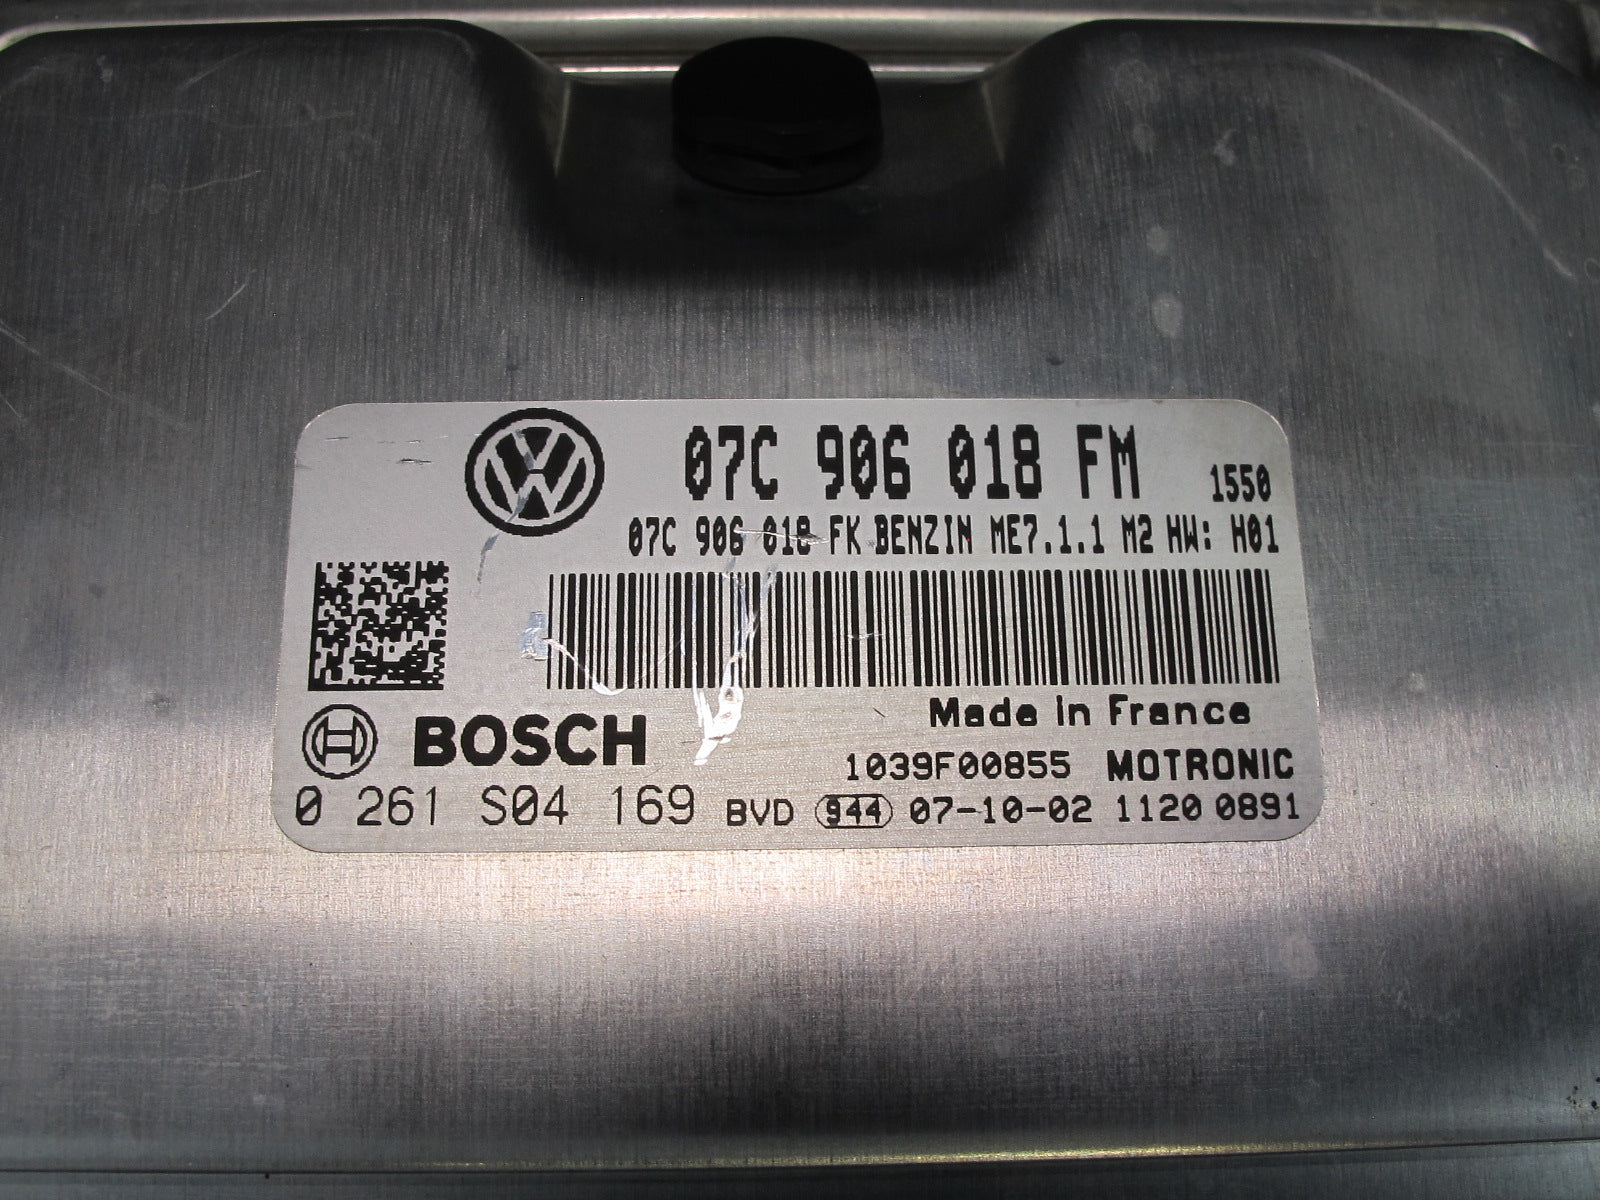 07C 906 018 FM 1550
07C 906 018 FK BENZIN ME7.1.1 M2 HW: H01
Made in France
BOSCH
1039F00855 MOTRONIC
0 261 S04 169 BVD 944 07-10-02 1120 0891